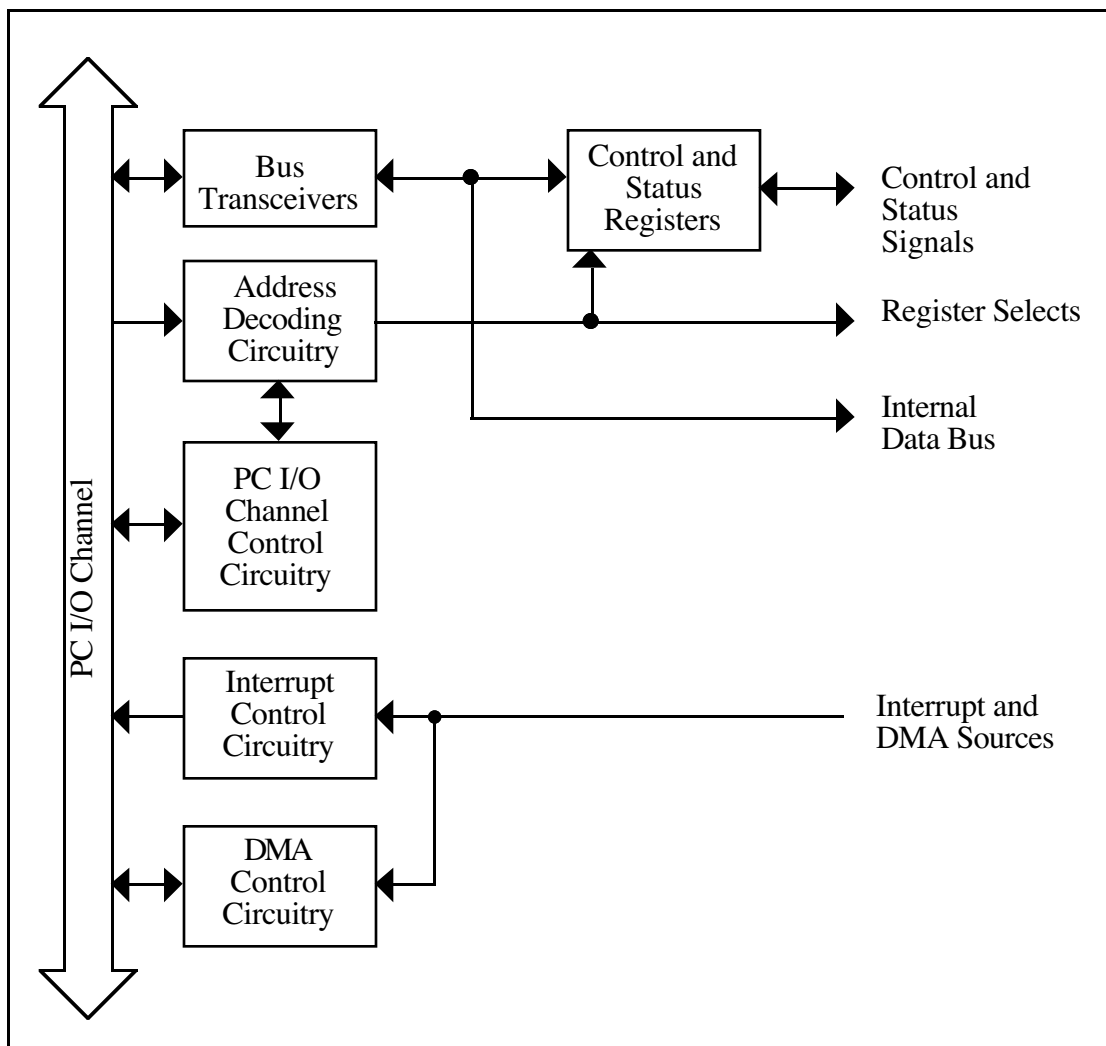 PC I/O Channel
Bus
Transceivers
Control and
Status
Registers
Control and
Status
Signals
Address
Decoding
Circuitry
Register Selects
Internal
Data Bus
PC I/O
Channel
Control
Circuitry
Interrupt
Control
Circuitry
Interrupt and
DMA Sources
DMA
Control
Circuitry